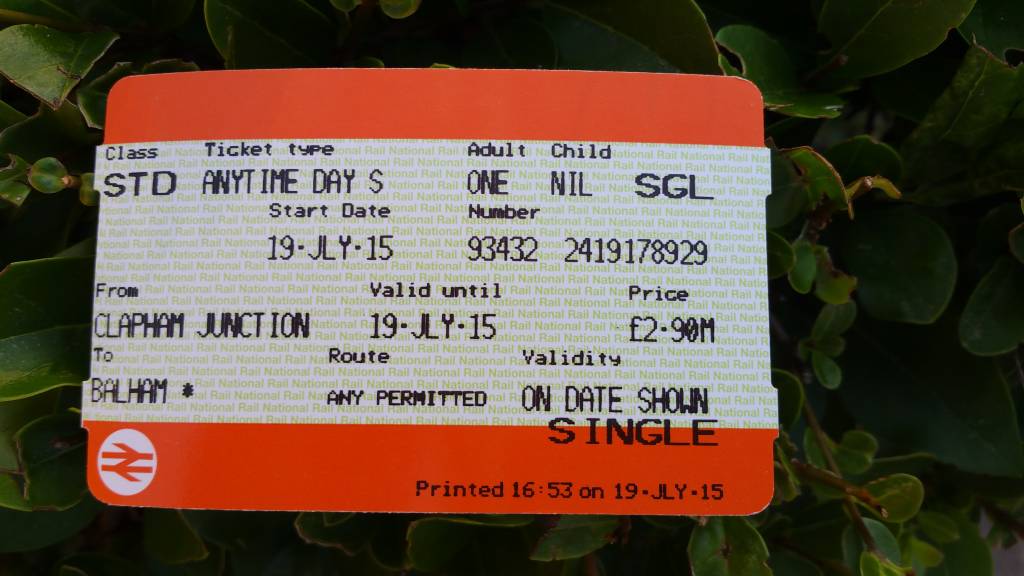 Class Ticket type Adult Child
STD ANYTIME DAY S ONE NIL SGL
Start Date Number
19·JLY·15 93432 2419178929
From Valid until Price
CLAPHAM JUNCTION 19·JLY·15 £2·90M
To Route Validity
BALHAM * ANY PERMITTED ON DATE SHOWN
SINGLE
Printed 16:53 on 19·JLY·15